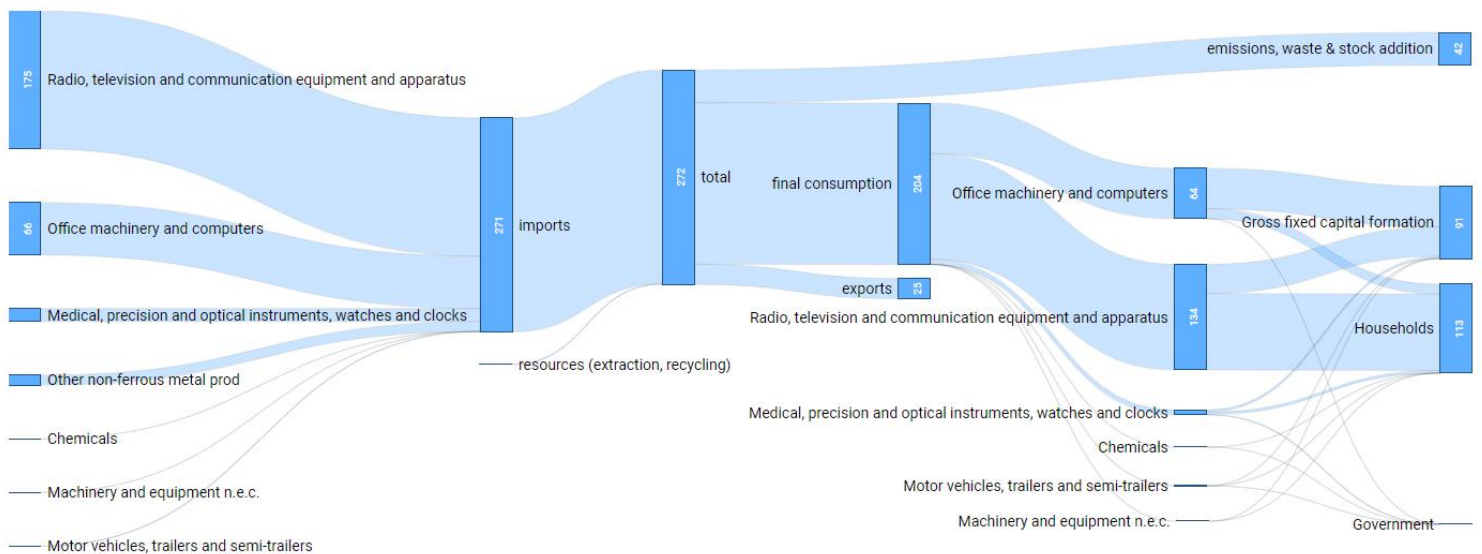 175
Radio, television and communication equipment and apparatus
66
Office machinery and computers
Medical, precision and optical instruments, watches and clocks
Other non-ferrous metal prod
Chemicals
Machinery and equipment n.e.c.
Motor vehicles, trailers and semi-trailers
271
imports
resources (extraction, recycling)
272
total
final consumption
204
exports
25
emissions, waste & stock addition
42
Office machinery and computers
64
Radio, television and communication equipment and apparatus
134
Medical, precision and optical instruments, watches and clocks
Chemicals
Motor vehicles, trailers and semi-trailers
Machinery and equipment n.e.c.
Gross fixed capital formation
91
Households
113
Government